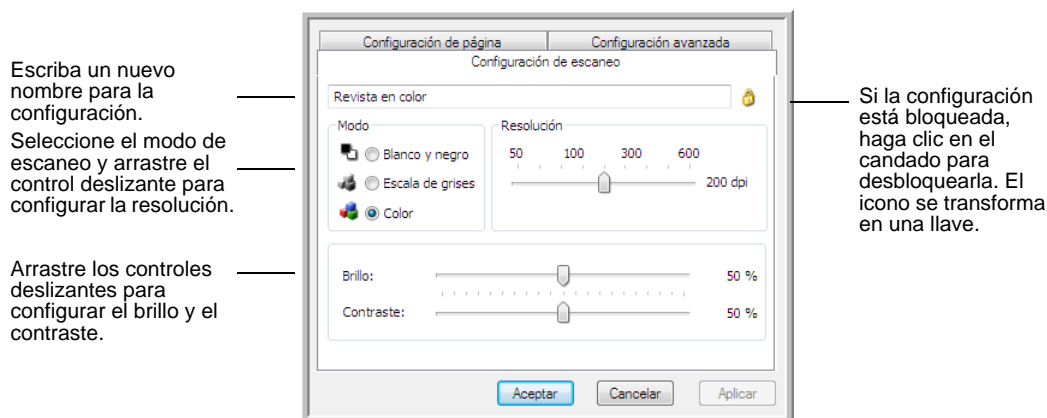 Escriba un nuevo
nombre para la
configuración.
Seleccione el modo de
escaneo y arrastre el
control deslizante para
configurar la resolución.
Arrastre los controles
deslizantes para
configurar el brillo y el
contraste.
Configuración de página
Configuración avanzada
Configuración de escaneo
Revista en color
Modo
Blanco y negro
Escala de grises
Color
Resolución
50 100 300 600
200 dpi
Brillo: 50 %
Contraste: 50 %
Aceptar Cancelar Aplicar
Si la configuración
está bloqueada,
haga clic en el
candado para
desbloquearla. El
icono se transforma
en una llave.